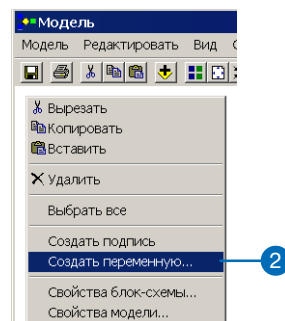 Модель
Модель Редактировать Вид
Вырезать
Копировать
Вставить
Удалить
Выбрать все
Создать подпись
Создать переменную...
2
Свойства блок-схемы...
Свойства модели...